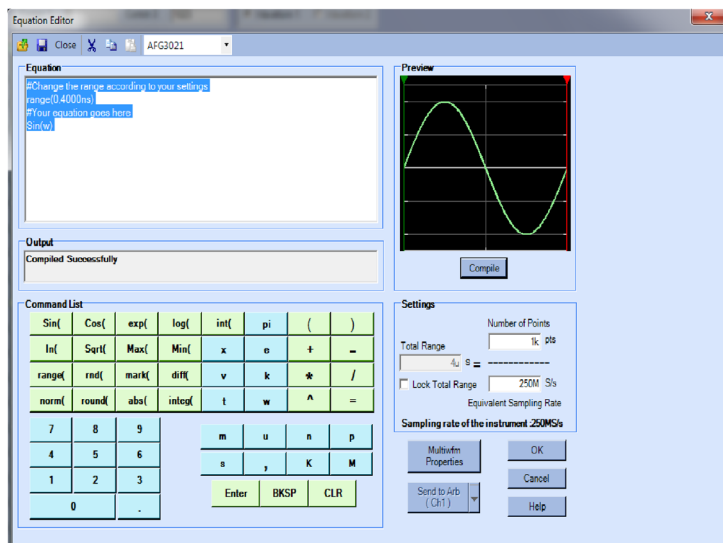 Equation Editor
Close AFG3021
Equation
#Change the range according to your settings
range(0.4000ns)
#Your equation goes here
Sin(w)
Output
Compiled Successfully
Preview
Compile
Command List
Sin( Cos( exp( log( int( pi ( )
ln( Sqrt( Max( Min( x e + -
range( rnd( mark( diff( v k * /
norm( round( abs( integ( t w ^ =
7 8 9
4 5 6
1 2 3
0 .
m u n p
s , K M
Enter BKSP CLR
Settings
Number of Points
1k pts
Total Range
4u s = ------------
Lock Total Range 250M S/s
Equivalent Sampling Rate
Sampling rate of the instrument :250MS/s
Multiwfm Properties
OK
Cancel
Send to Arb
( Ch1 )
Help